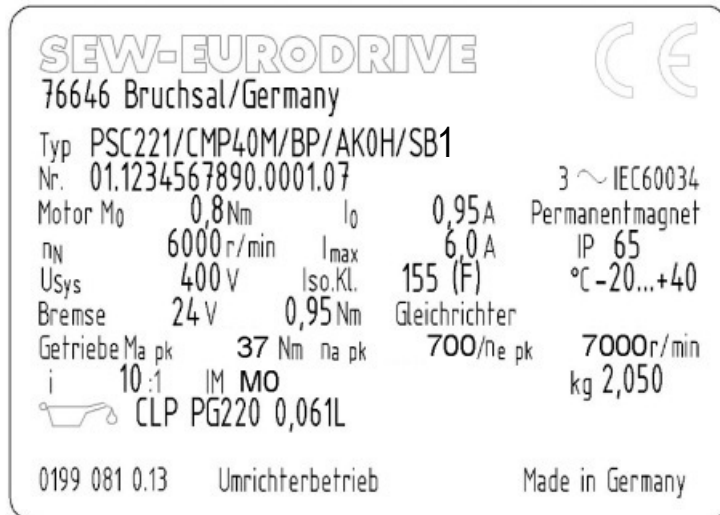 SEW-EURODRIVE CE
76646 Bruchsal/Germany
Typ PSC221/CMP40M/BP/AK0H/SB1
Nr. 01.1234567890.0001.07 3 ~ IEC60034
Motor M0 0,8 Nm I0 0,95 A Permanentmagnet
nN 6000 r/min Imax 6,0 A IP 65
USys 400 V Iso.Kl. 155 (F) °C -20...+40
Bremse 24 V 0,95 Nm Gleichrichter
Getriebe Ma pk 37 Nm na pk 700/ne pk 7000r/min
i 10 :1 IM MO kg 2,050
CLP PG220 0,061L
0199 081 0.13 Umrichterbetrieb Made in Germany